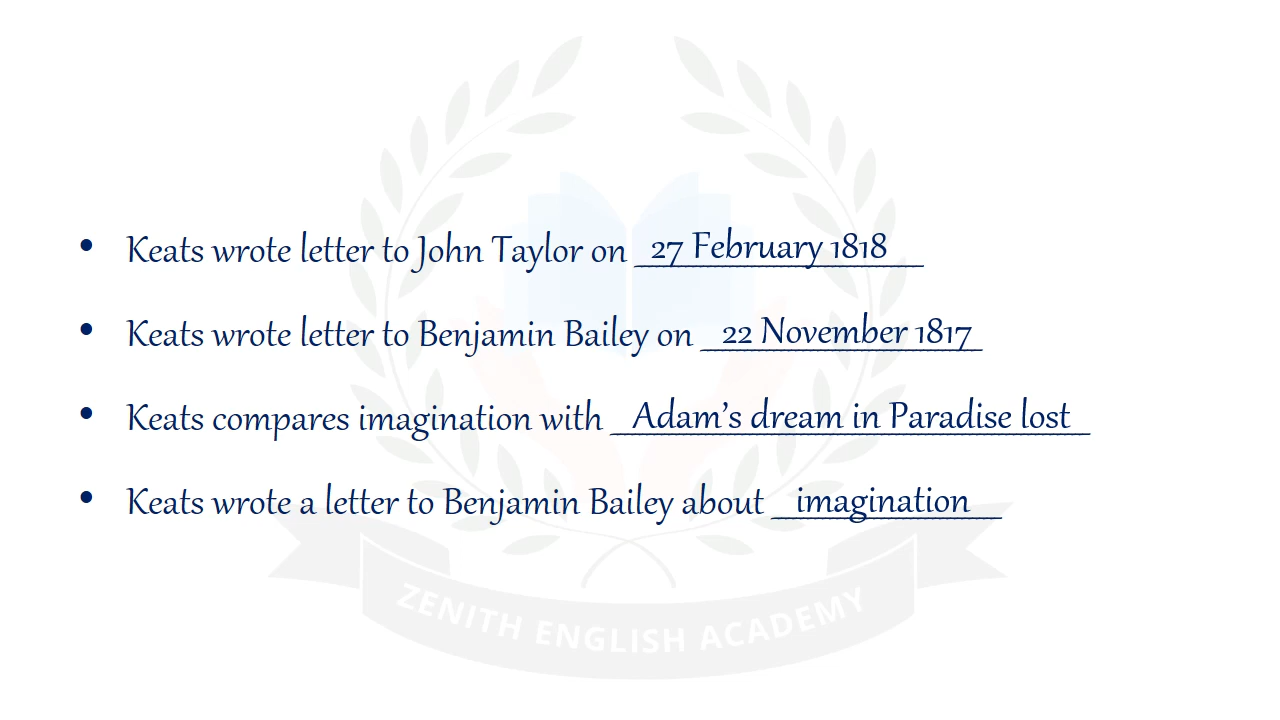 • Keats wrote letter to John Taylor on 27 February 1818
• Keats wrote letter to Benjamin Bailey on 22 November 1817
• Keats compares imagination with Adam’s dream in Paradise lost
• Keats wrote a letter to Benjamin Bailey about imagination
ZENITH ENGLISH ACADEMY